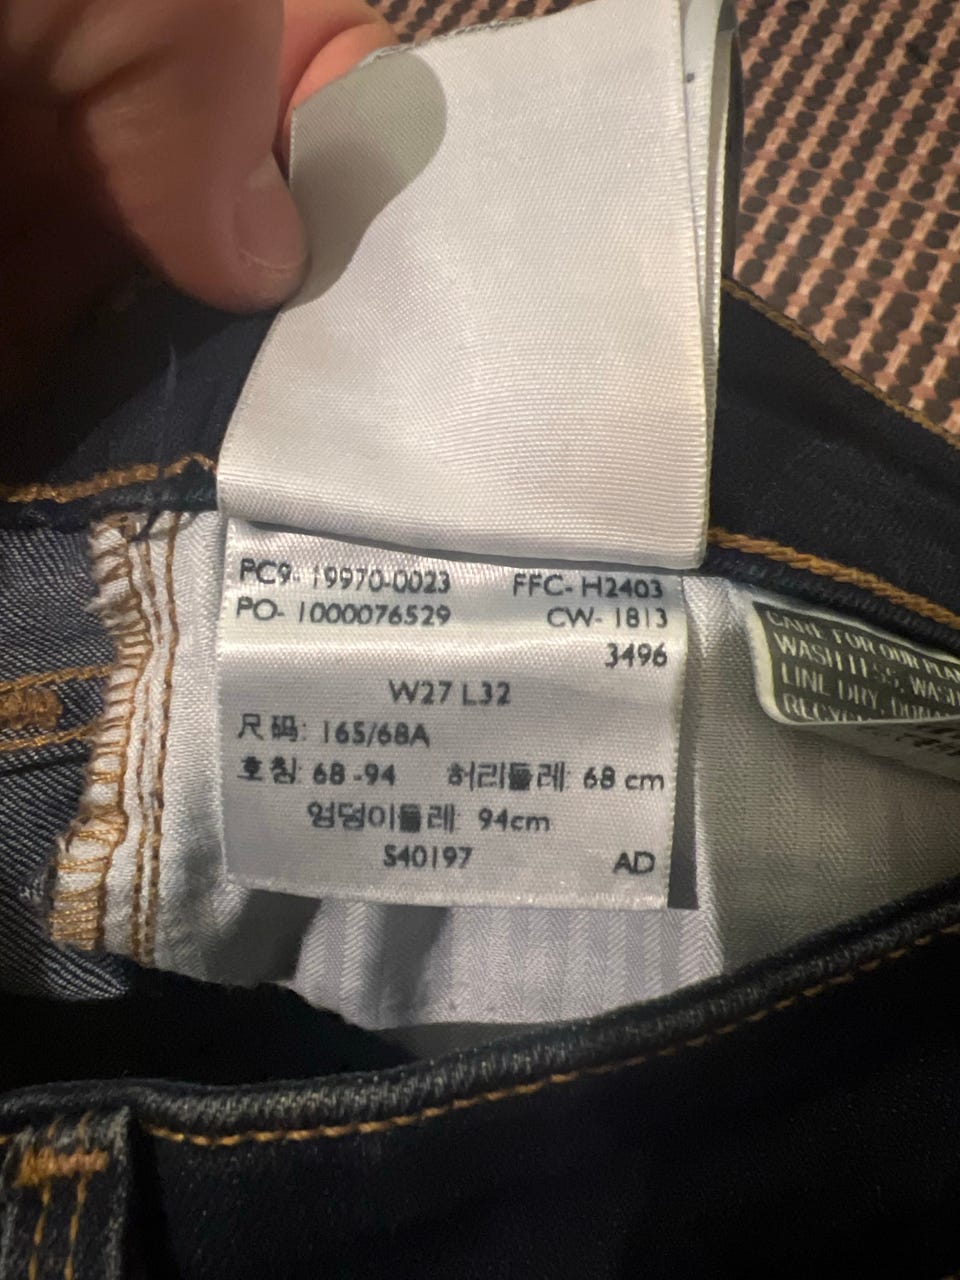 PC9- 19970-0023 FFC- H2403
PO- 1000076529 CW- 1813
3496
W27 L32
尺 码: 165/68A
호칭: 68 -94 허리둘레: 68 cm
엉덩이둘레: 94cm
S40197 AD
CARE FOR OUR
WASH LESS, WASH
LINE DRY,